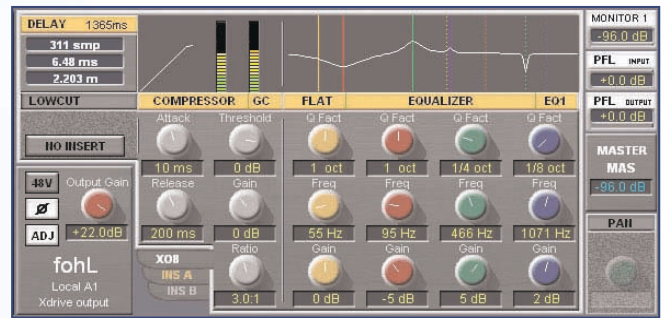 DELAY 1365ms
311 smp
6.48 ms
2.203 m
LOWCUT
COMPRESSOR GC FLAT EQUALIZER EQ1
MONITOR 1
-96.0 dB
PFL INPUT
+0.0 dB
PFL OUTPUT
+0.0 dB
NO INSERT
Attack Threshold Q Fact Q Fact Q Fact Q Fact
10 ms 0 dB 1 oct 1 oct 1/4 oct 1/8 oct
MASTER
MAS
-96.0 dB
48V Output Gain
Release Gain Freq Freq Freq Freq
Ø
ADJ +22.0dB
200 ms 0 dB 55 Hz 95 Hz 466 Hz 1071 Hz
PAN
fohL
Local A1
Xdrive output
XO8
INS A
INS B
Ratio Gain Gain Gain Gain
3.0:1 0 dB -5 dB 5 dB 2 dB